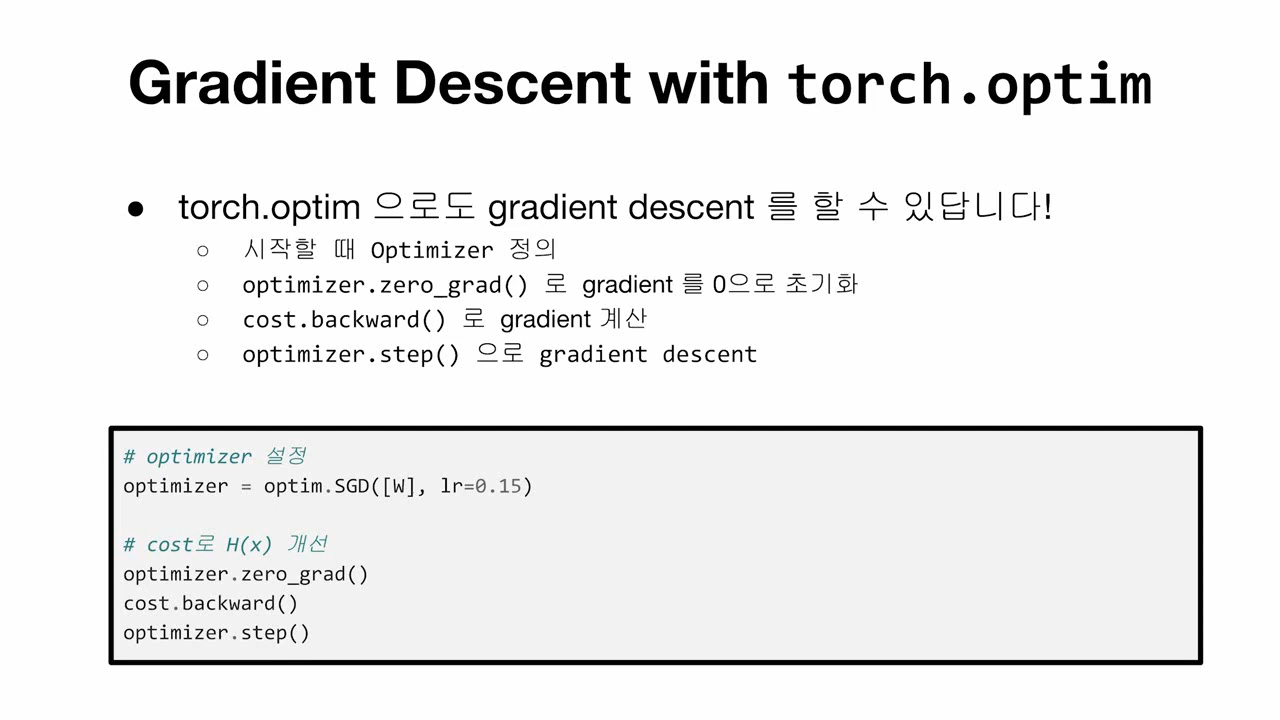 Gradient Descent with torch.optim
● torch.optim 으로도 gradient descent 를 할 수 있답니다!
○ 시작할 때 Optimizer 정의
○ optimizer.zero_grad() 로 gradient 를 0으로 초기화
○ cost.backward() 로 gradient 계산
○ optimizer.step() 으로 gradient descent
# optimizer 설정
optimizer = optim.SGD([W], lr=0.15)
# cost로 H(x) 개선
optimizer.zero_grad()
cost.backward()
optimizer.step()